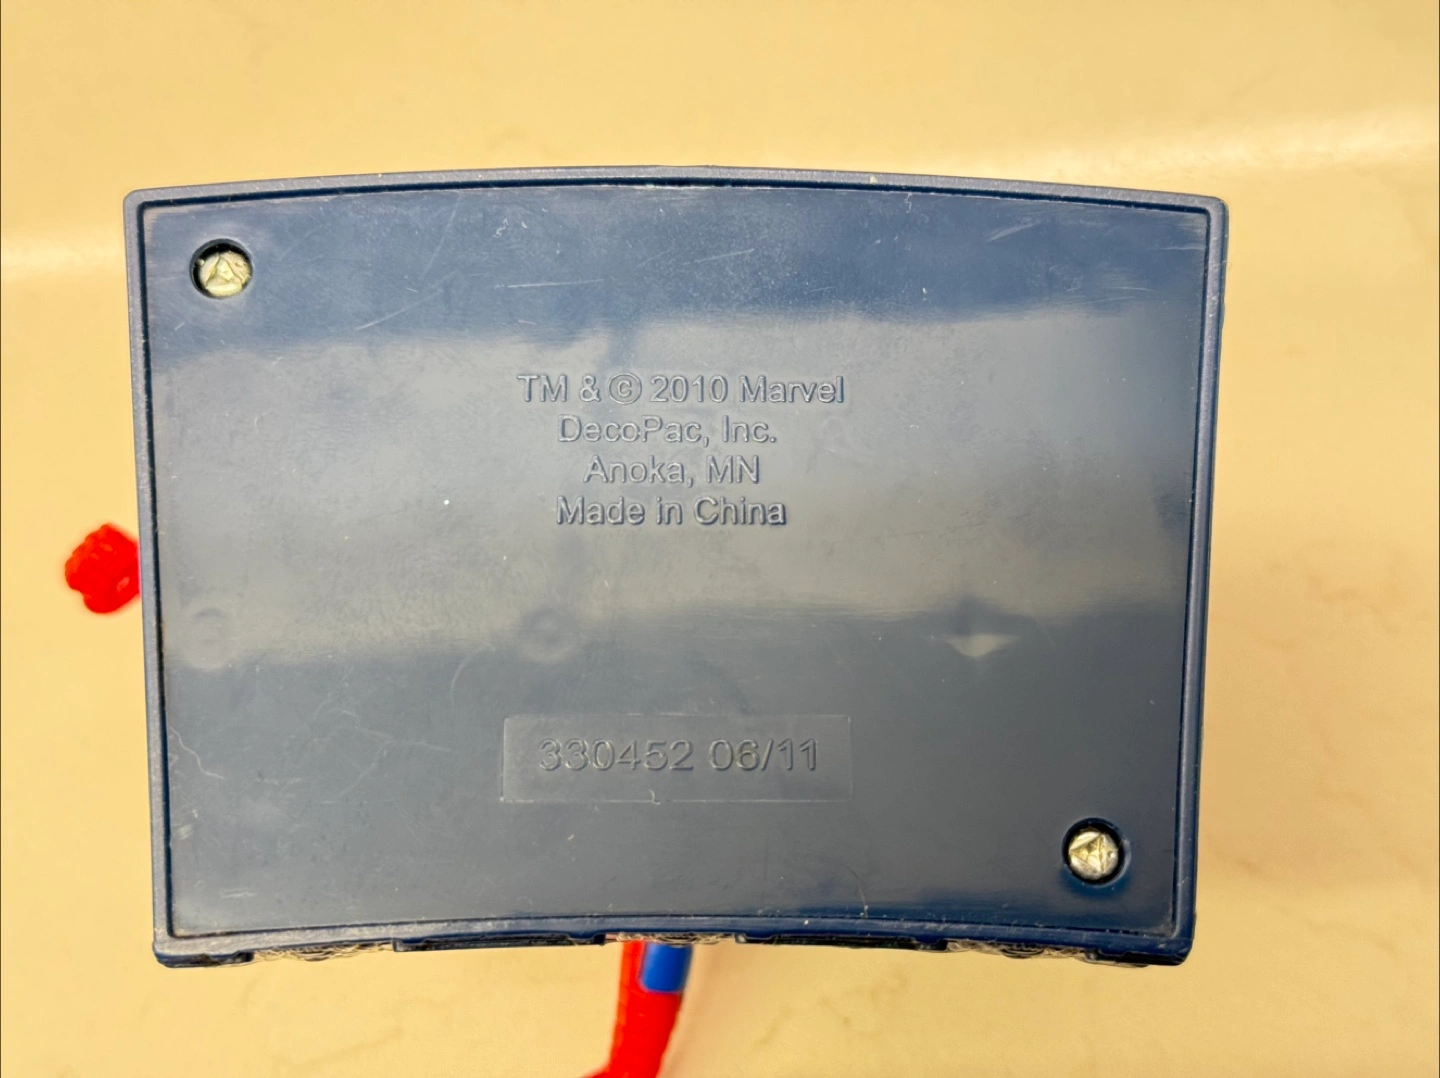 TM & © 2010 Marvel
DecoPac, Inc.
Anoka, MN
Made in China
330452 06/11